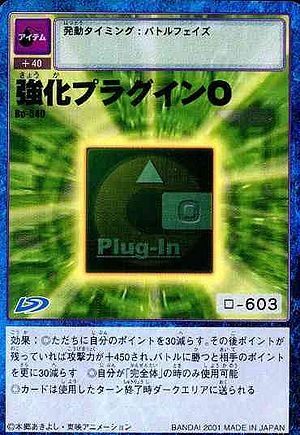 アイテム
発動タイミング：バトルフェイズ
+40
きょうか
強化プラグインO
Bo-540
Plug-In
ロ-603
効果：◎ただちに自分のポイントを30減らす。その後ポイントが
残っていれば攻撃力が+450され、バトルに勝つと相手のポイント
を更に30減らす　◎自分が「完全体」の時のみ使用可能
◎カードは使用したターン終了時ダークエリアに送られる
©本郷あきよし・東映アニメーション
BANDAI 2001 MADE IN JAPAN